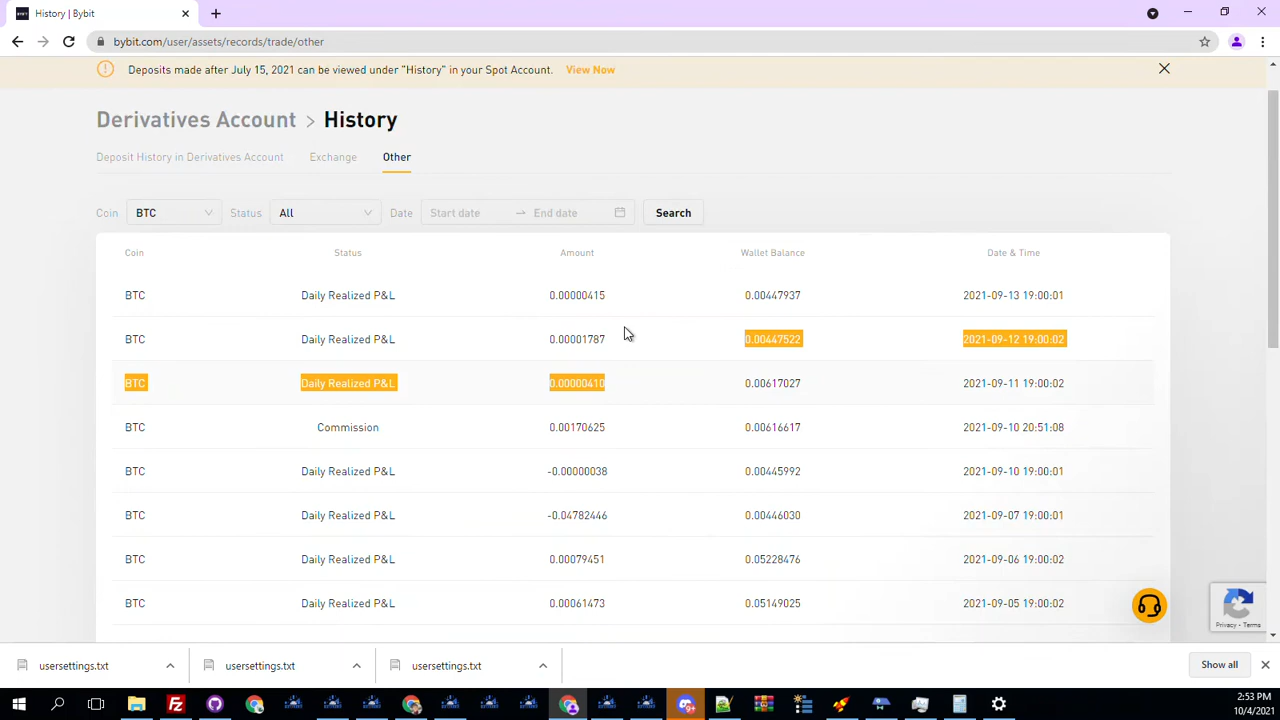 History | Bybit
bybit.com/user/assets/records/trade/other
Deposits made after July 15, 2021 can be viewed under "History" in your Spot Account. View Now
Derivatives Account > History
Deposit History in Derivatives Account Exchange Other
Coin BTC Status All Date Start date End date Search
Coin Status Amount Wallet Balance Date & Time
BTC Daily Realized P&L 0.00000415 0.00447937 2021-09-13 19:00:01
BTC Daily Realized P&L 0.00001787 0.00447522 2021-09-12 19:00:02
BTC Daily Realized P&L 0.00000410 0.00617027 2021-09-11 19:00:02
BTC Commission 0.00170625 0.00616617 2021-09-10 20:51:08
BTC Daily Realized P&L -0.00000038 0.00445992 2021-09-10 19:00:01
BTC Daily Realized P&L -0.04782446 0.00446030 2021-09-07 19:00:01
BTC Daily Realized P&L 0.00079451 0.05228476 2021-09-06 19:00:02
BTC Daily Realized P&L 0.00061473 0.05149025 2021-09-05 19:00:02
Privacy - Terms
usersettings.txt usersettings.txt usersettings.txt Show all
2:53 PM
10/4/2021